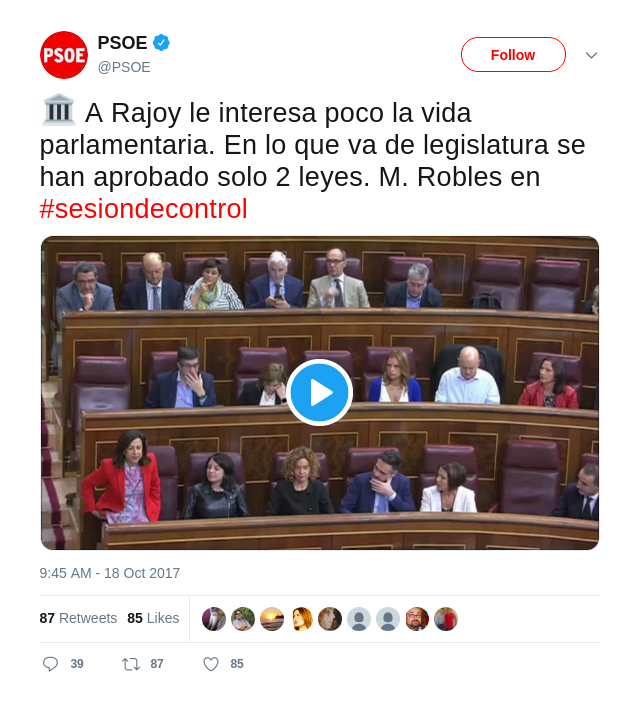 PSOE
PSOE
@PSOE
Follow
🏛 A Rajoy le interesa poco la vida
parlamentaria. En lo que va de legislatura se
han aprobado solo 2 leyes. M. Robles en
#sesiondecontrol
9:45 AM - 18 Oct 2017
87 Retweets 85 Likes
39 87 85